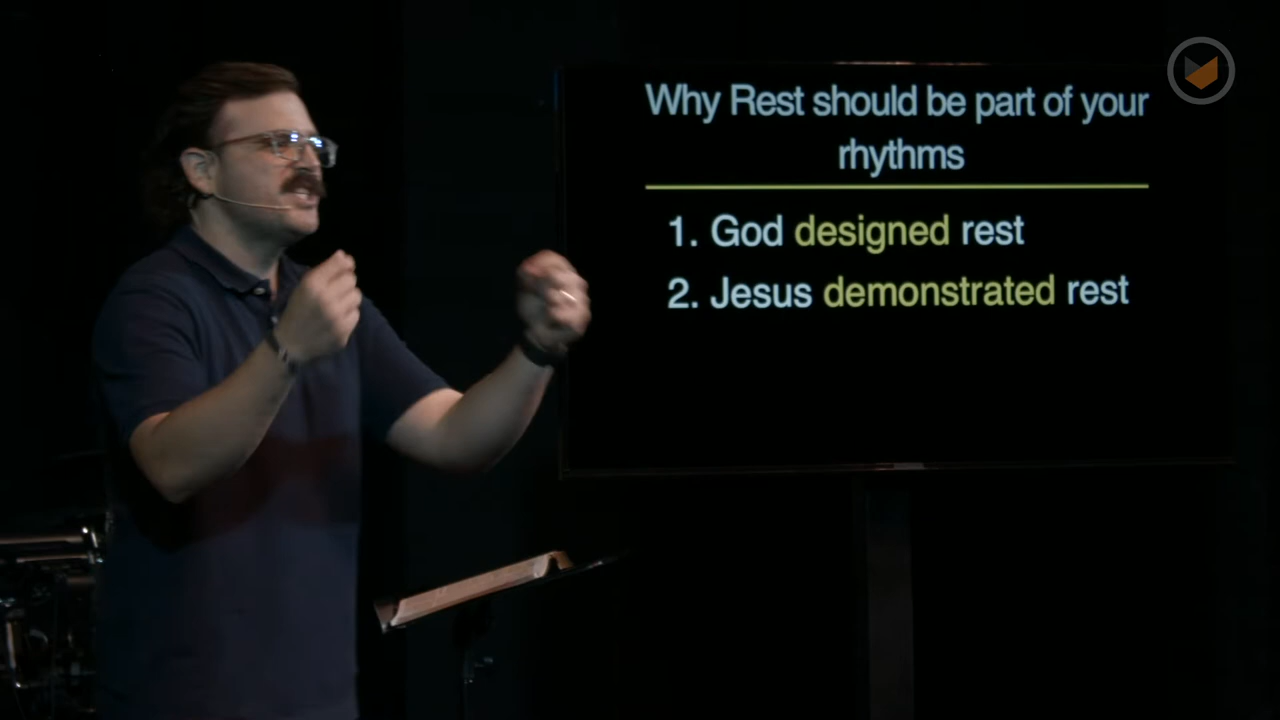 Why Rest should be part of your
rhythms
1. God designed rest
2. Jesus demonstrated rest